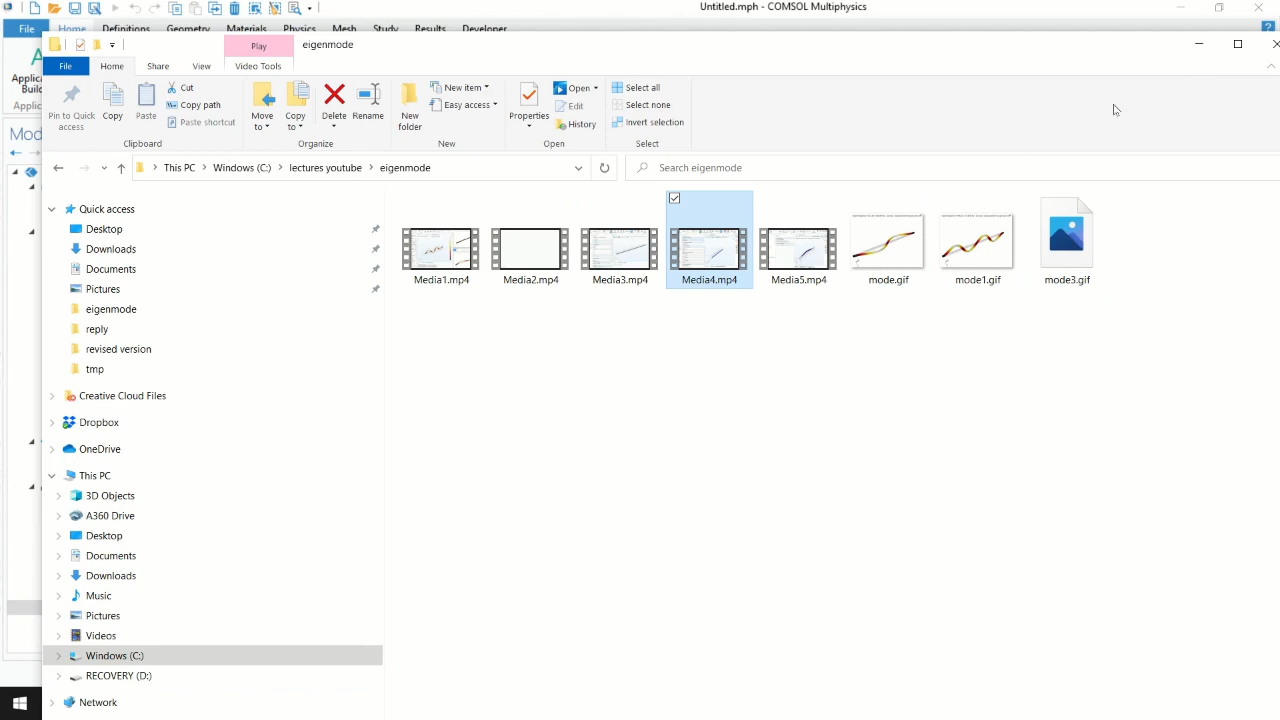 Untitled.mph - COMSOL Multiphysics
File Home Definitions Geometry Materials Physics Mesh Study Results Developer
Play eigenmode
File Home Share View Video Tools
Pin to Quick access
Copy
Paste
Cut
Copy path
Paste shortcut
Clipboard
Move to
Copy to
Delete
Rename
Organize
New folder
New item
Easy access
New
Properties
Open
Edit
History
Open
Select all
Select none
Invert selection
Select
This PC Windows (C:) lectures youtube eigenmode
Search eigenmode
Quick access
Desktop
Downloads
Documents
Pictures
eigenmode
reply
revised version
tmp
Creative Cloud Files
Dropbox
OneDrive
This PC
3D Objects
A360 Drive
Desktop
Documents
Downloads
Music
Pictures
Videos
Windows (C:)
RECOVERY (D:)
Network
Media1.mp4 Media2.mp4 Media3.mp4 Media4.mp4 Media5.mp4 mode.gif mode1.gif mode3.gif